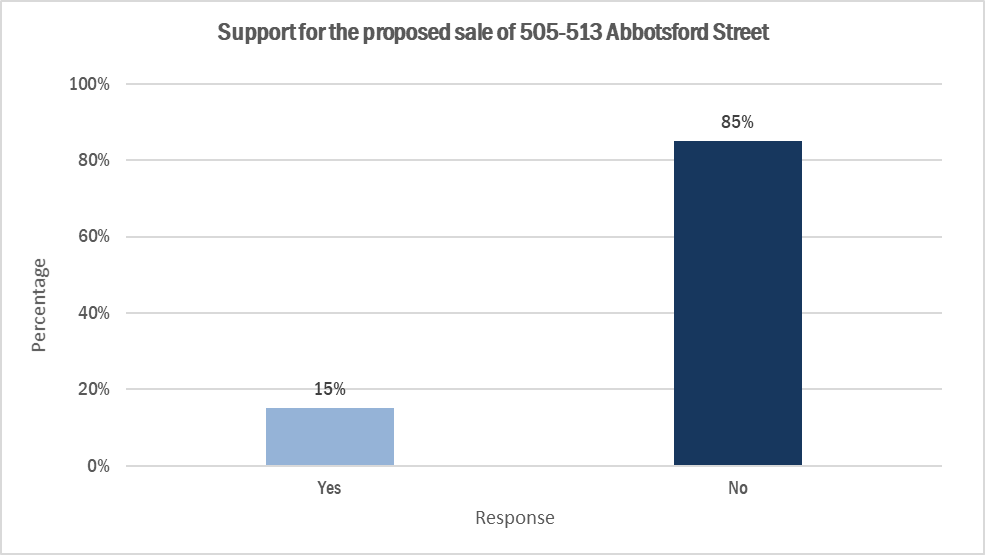 Support for the proposed sale of 505-513 Abbotsford Street
100%
85%
80%
60%
Percentage
40%
20%
15%
0%
Yes
No
Response